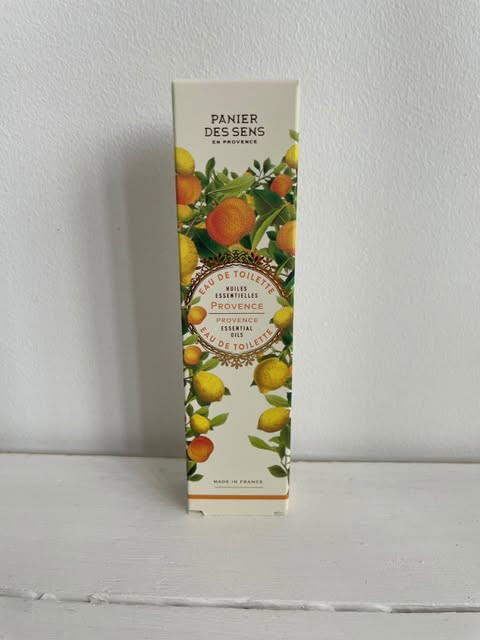 PANIER
DES SENS
EN PROVENCE
EAU DE TOILETTE
HUILES
ESSENTIELLES
PROVENCE
PROVENCE
ESSENTIAL
OILS
EAU DE TOILETTE
MADE IN FRANCE